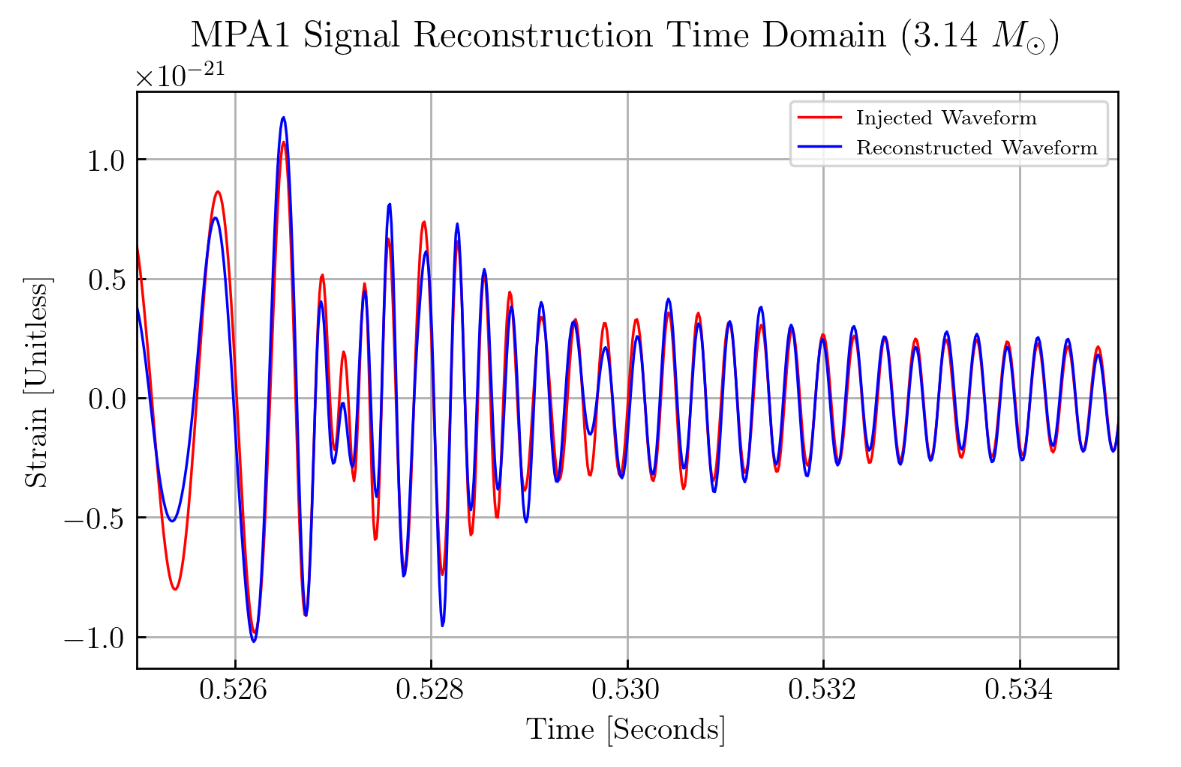 MPA1 Signal Reconstruction Time Domain (3.14 M☉)
×10⁻²¹
Injected Waveform
Reconstructed Waveform
1.0
0.5
0.0
−0.5
−1.0
Strain [Unitless]
0.526 0.528 0.530 0.532 0.534
Time [Seconds]